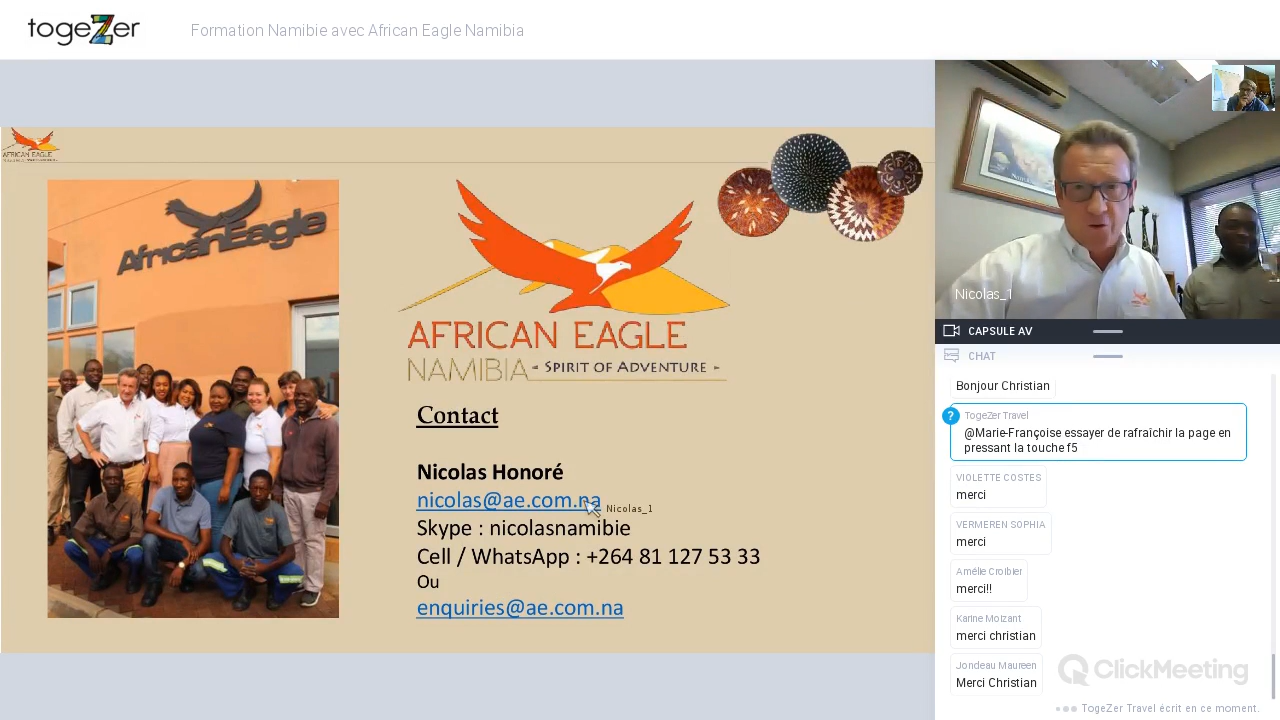 togeZer
Formation Namibie avec African Eagle Namibia
AFRICAN EAGLE
AfricanEagle
AFRICAN EAGLE
NAMIBIA - SPIRIT OF ADVENTURE -
Contact
Nicolas Honoré
nicolas@ae.com.na
Nicolas_1
Skype : nicolasnamibie
Cell / WhatsApp : +264 81 127 53 33
Ou
enquiries@ae.com.na
Nicolas_1
CAPSULE AV
CHAT
Bonjour Christian
?
TogeZer Travel
@Marie-Françoise essayer de rafraîchir la page en
pressant la touche f5
VIOLETTE COSTES
merci
VERMEREN SOPHIA
merci
Amélie Croibier
merci!!
Karine Moizant
merci christian
Jondeau Maureen
Merci Christian
ClickMeeting
TogeZer Travel écrit en ce moment.